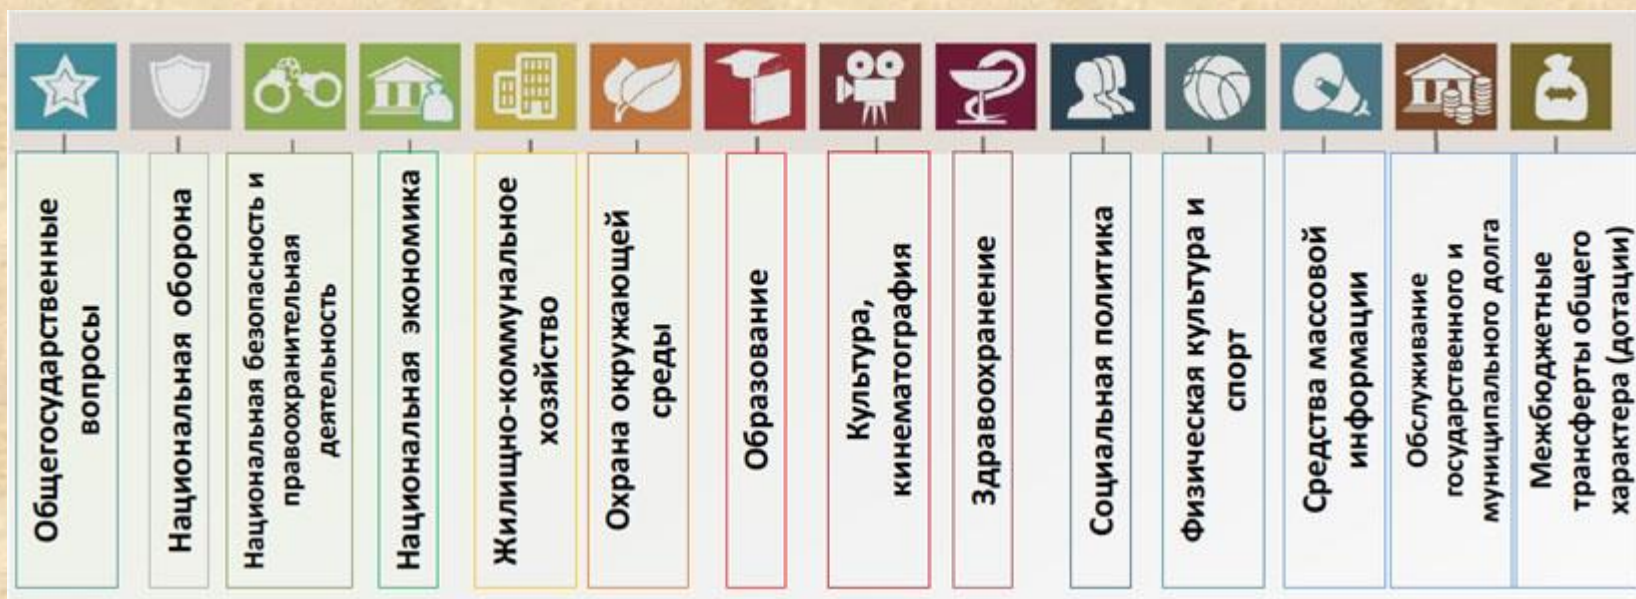 Общегосударственные
вопросы
Национальная оборона
Национальная безопасность и
правоохранительная
деятельность
Национальная экономика
Жилищно-коммунальное
хозяйство
Охрана окружающей
среды
Образование
Культура,
кинематография
Здравоохранение
Социальная политика
Физическая культура и
спорт
Средства массовой
информации
Обслуживание
государственного и
муниципального долга
Межбюджетные
трансферты общего
характера (дотации)